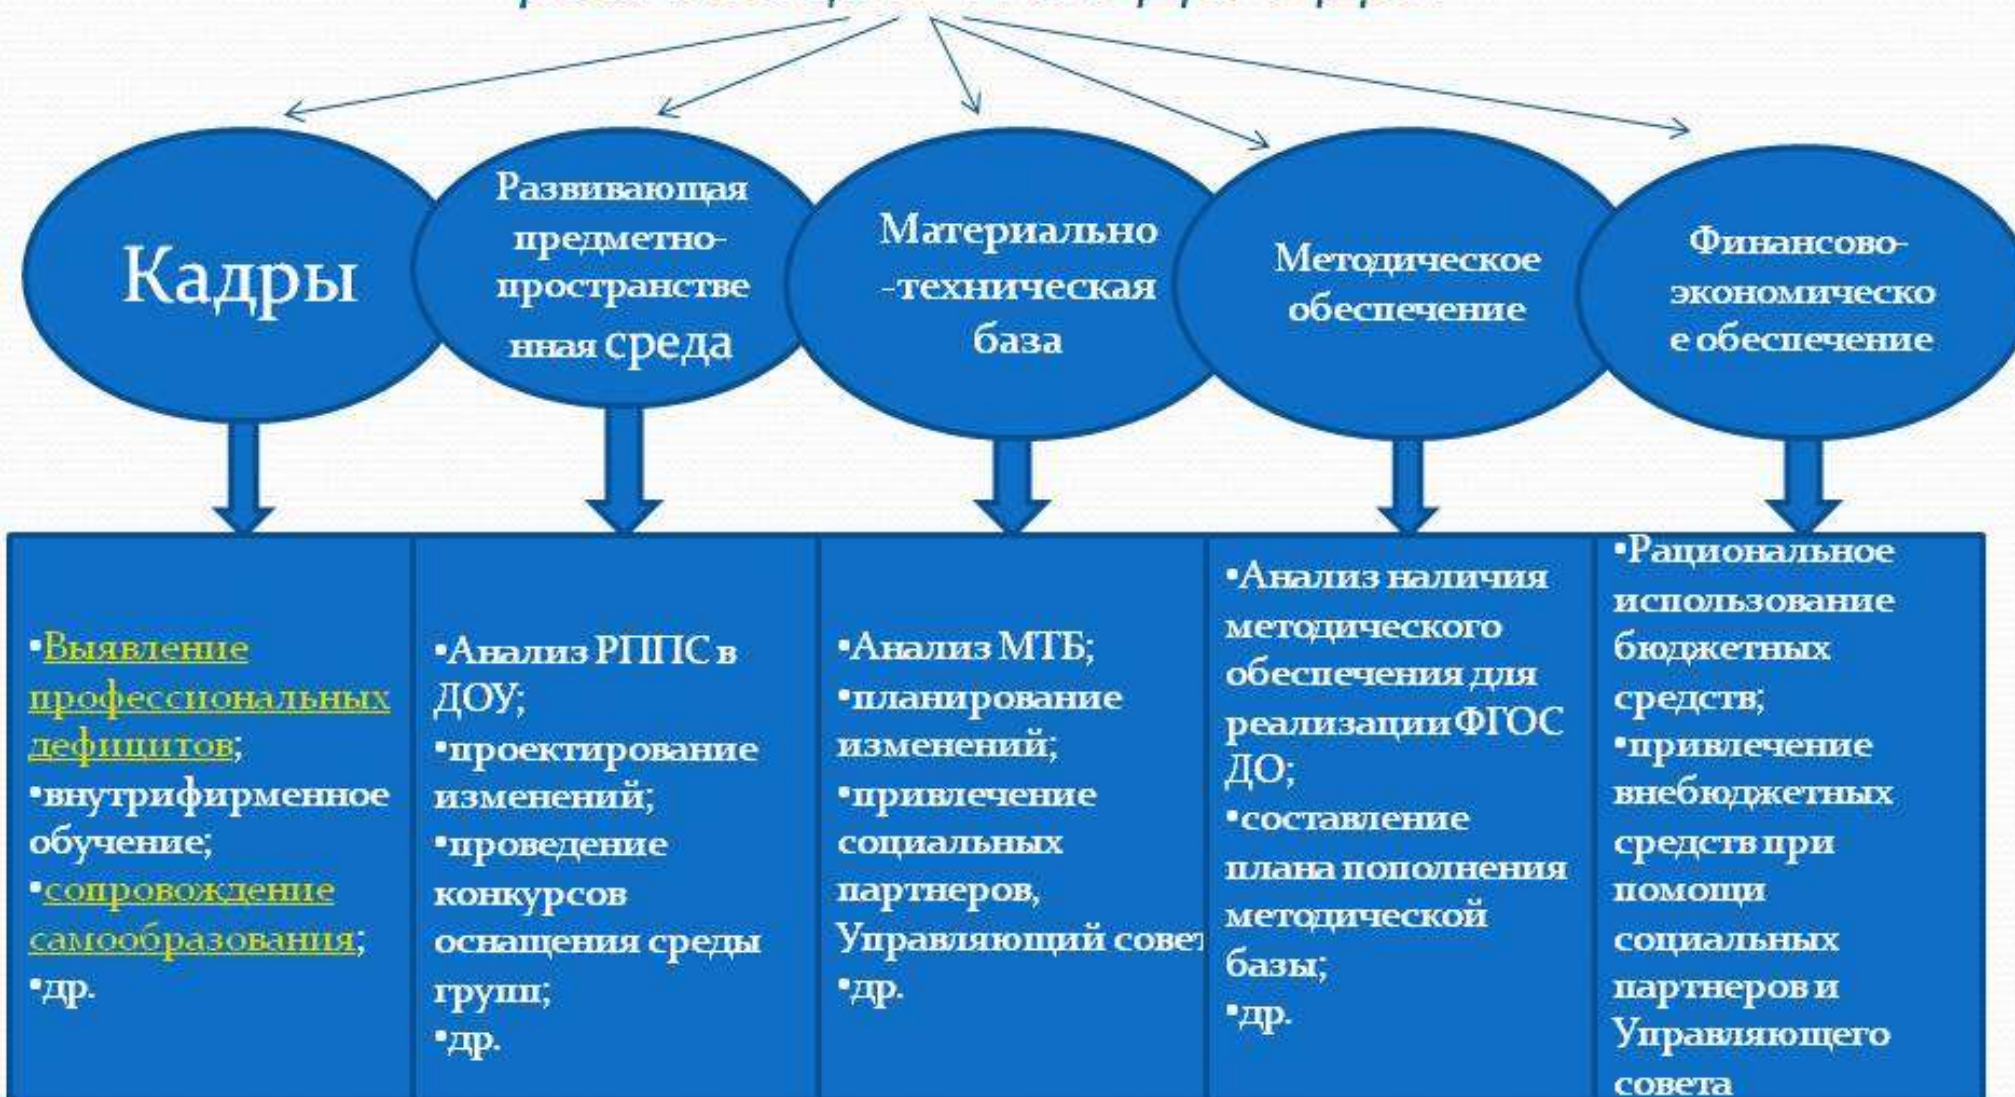 Кадры
Развивающая
предметно-
пространстве
нная среда
Материально
-техническая
база
Методическое
обеспечение
Финансово-
экономическо
е обеспечение
•Выявление
профессиональных
дефицитов;
•внутрифирменное
обучение;
•сопровождение
самообразования;
•др.
•Анализ РППС в
ДОУ;
•проектирование
изменений;
•проведение
конкурсов
оснащения среды
групп;
•др.
•Анализ МТБ;
•планирование
изменений;
•привлечение
социальных
партнеров,
Управляющий совет
•др.
•Анализ наличия
методического
обеспечения для
реализации ФГОС
ДО;
•составление
плана пополнения
методической
базы;
•др.
•Рациональное
использование
бюджетных
средств;
•привлечение
внебюджетных
средств при
помощи
социальных
партнеров и
Управляющего
совета